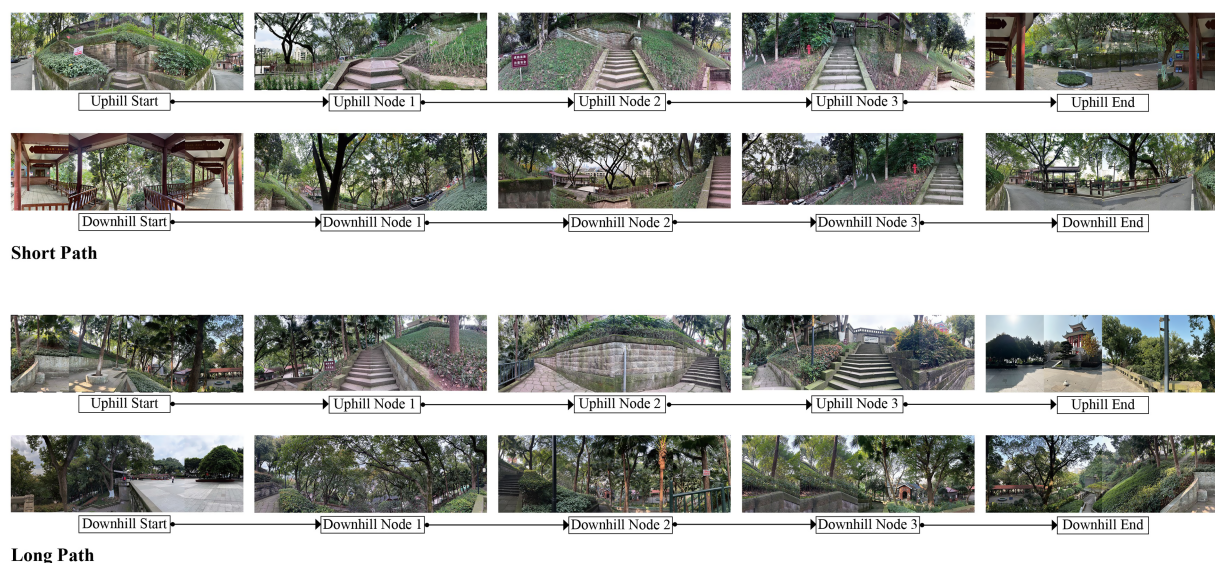 Uphill Start
Uphill Node 1
Uphill Node 2
Uphill Node 3
Uphill End
Downhill Start
Downhill Node 1
Downhill Node 2
Downhill Node 3
Downhill End
Short Path
Uphill Start
Uphill Node 1
Uphill Node 2
Uphill Node 3
Uphill End
Downhill Start
Downhill Node 1
Downhill Node 2
Downhill Node 3
Downhill End
Long Path